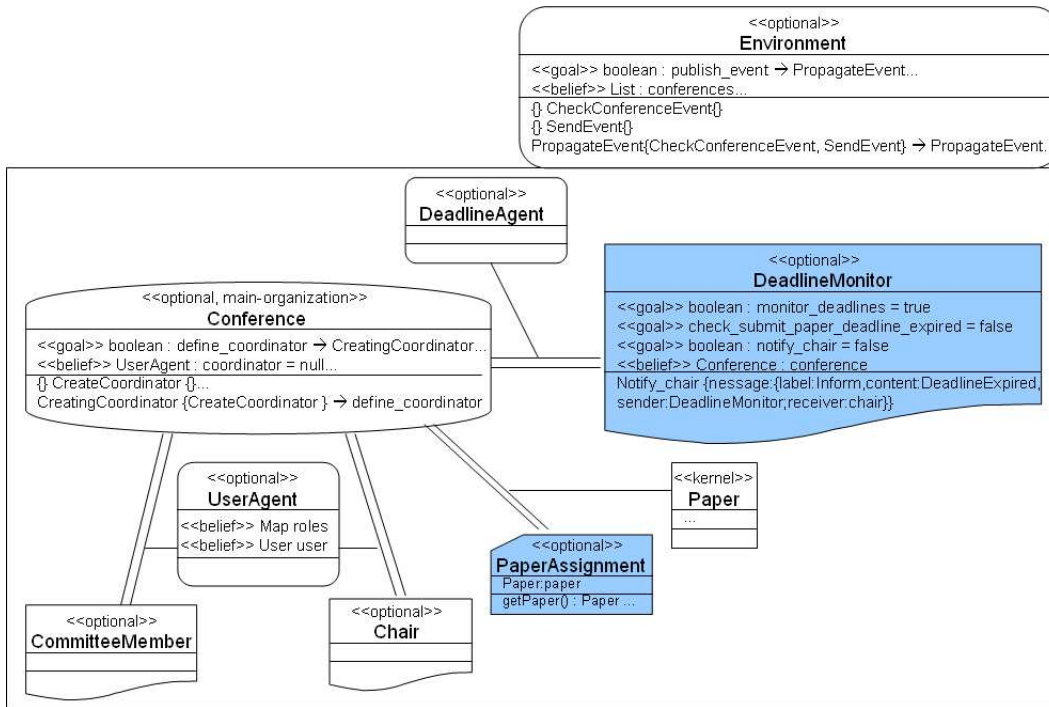 <<optional>>
Environment
<<goal>> boolean : publish_event → PropagateEvent...
<<belief>> List : conferences...
{} CheckConferenceEvent{}
{} SendEvent{}
PropagateEvent{CheckConferenceEvent, SendEvent} → PropagateEvent...
<<optional>>
DeadlineAgent
<<optional>>
DeadlineMonitor
<<goal>> boolean : monitor_deadlines = true
<<goal>> check_submit_paper_deadline_expired = false
<<goal>> boolean : notify_chair = false
<<belief>> Conference : conference
Notify_chair {nessage:{label:Inform,content:DeadlineExpired,
sender:DeadlineMonitor;receiver:chair}}
<<optional, main-organization>>
Conference
<<goal>> boolean : define_coordinator → CreatingCoordinator...
<<belief>> UserAgent : coordinator = null...
{} CreateCoordinator {}...
CreatingCoordinator {CreateCoordinator } → define_coordinator
<<optional>>
UserAgent
<<belief>> Map roles
<<belief>> User user
<<kernel>>
Paper
...
<<optional>>
PaperAssignment
Paper:paper
getPaper() : Paper ...
<<optional>>
CommitteeMember
<<optional>>
Chair